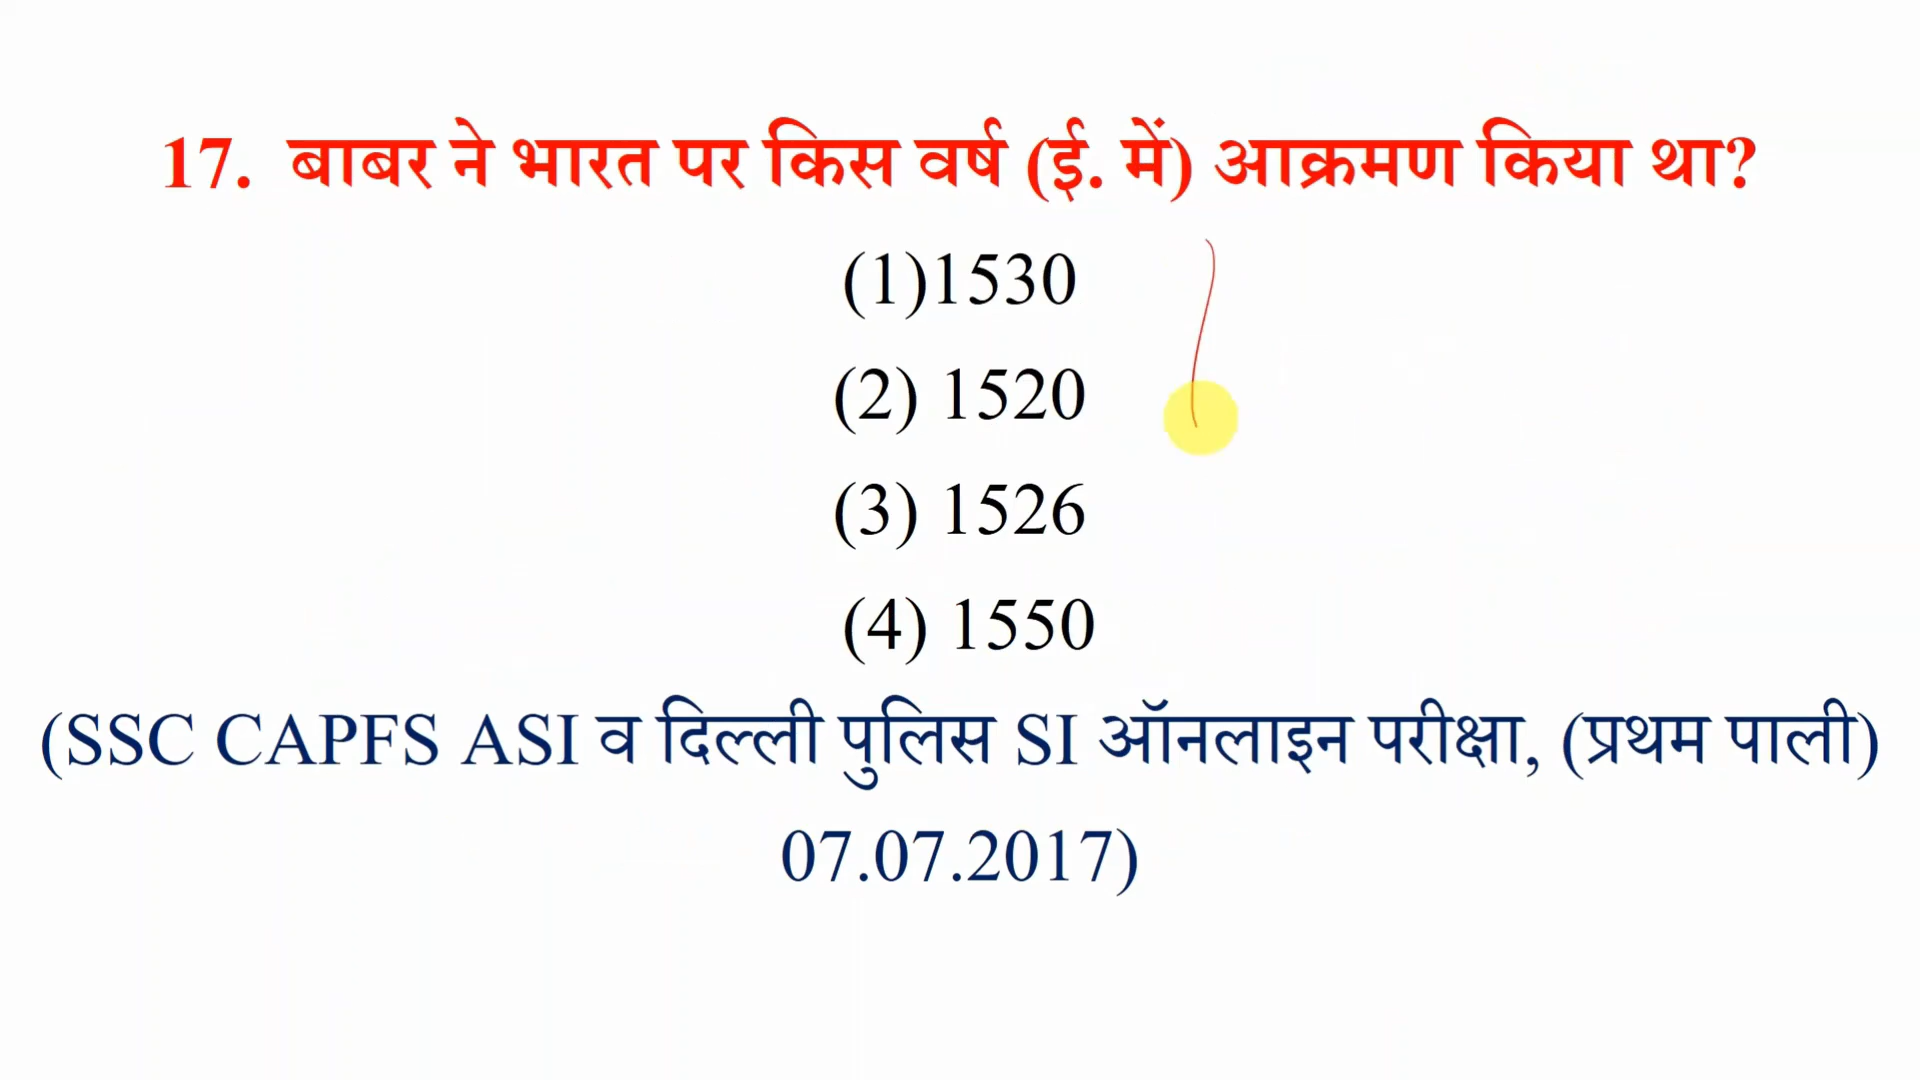 17. बाबर ने भारत पर किस वर्ष (ई. में) आक्रमण किया था?
(1)1530
(2) 1520
(3) 1526
(4) 1550
(SSC CAPFS ASI व दिल्ली पुलिस SI ऑनलाइन परीक्षा, (प्रथम पाली)
07.07.2017)